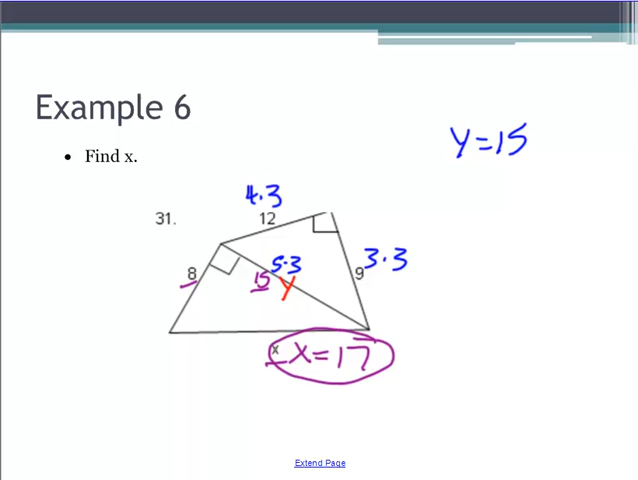 Example 6
y=15
• Find x.
4·3
31.
12
8
5·3
3·3
15
y
9
x
x=17
Extend Page